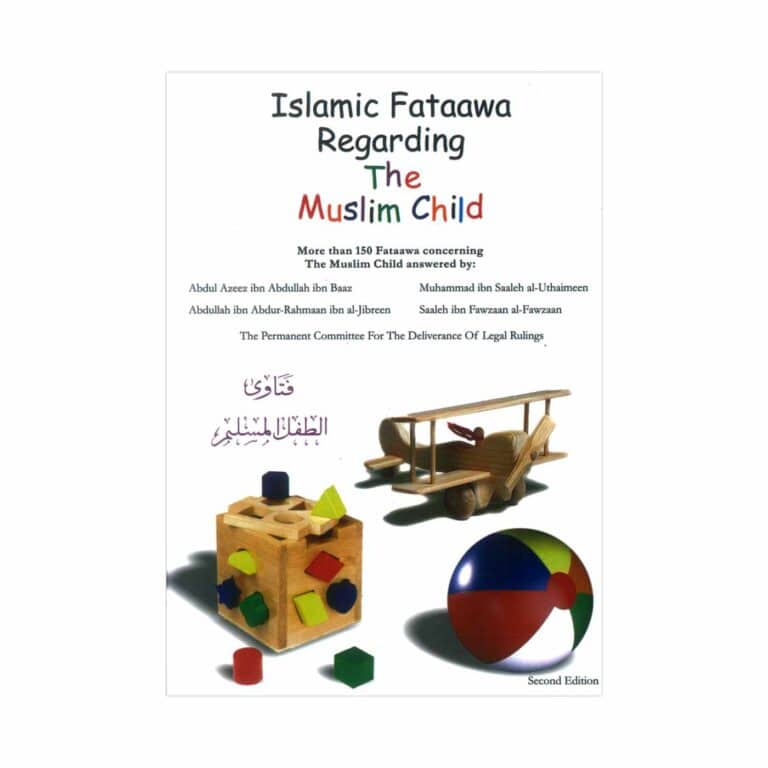 Islamic Fataawa
Regarding
The
Muslim Child
More than 150 Fataawa concerning
The Muslim Child answered by:
Abdul Azeez ibn Abdullah ibn Baaz
Muhammad ibn Saaleh al-Uthaimeen
Abdullah ibn Abdur-Rahmaan ibn al-Jibreen
Saaleh ibn Fawzaan al-Fawzaan
The Permanent Committee For The Deliverance Of Legal Rulings
فَتَاوىٰ
الطفل المسلم
Second Edition